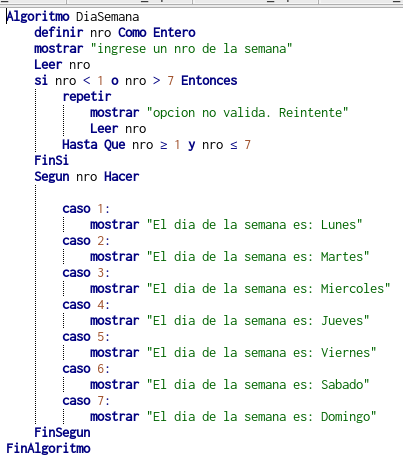 Algoritmo DiaSemana
definir nro Como Entero
mostrar "ingrese un nro de la semana"
Leer nro
si nro < 1 o nro > 7 Entonces
repetir
mostrar "opcion no valida. Reintente"
Leer nro
Hasta Que nro ≥ 1 y nro ≤ 7
FinSi
Segun nro Hacer
caso 1:
mostrar "El dia de la semana es: Lunes"
caso 2:
mostrar "El dia de la semana es: Martes"
caso 3:
mostrar "El dia de la semana es: Miercoles"
caso 4:
mostrar "El dia de la semana es: Jueves"
caso 5:
mostrar "El dia de la semana es: Viernes"
caso 6:
mostrar "El dia de la semana es: Sabado"
caso 7:
mostrar "El dia de la semana es: Domingo"
FinSegun
FinAlgoritmo